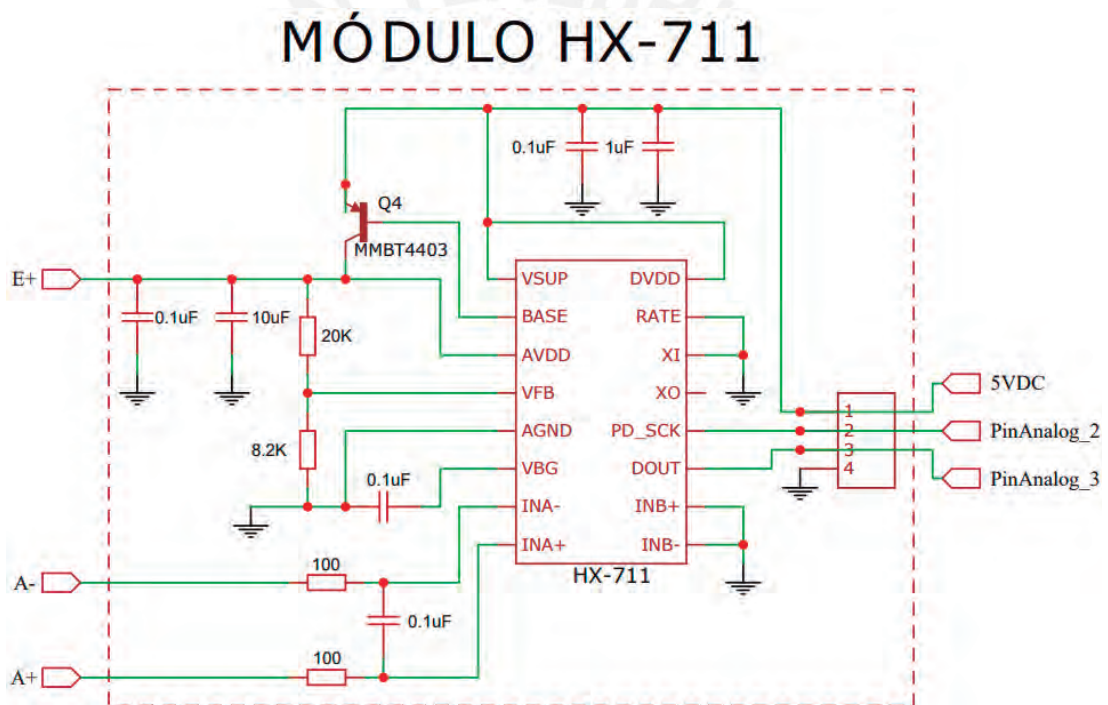 MÓDULO HX-711
0.1uF
1uF
Q4
MMBT4403
E+
0.1uF
10uF
20K
VSUP
DVDD
BASE
RATE
AVDD
XI
VFB
XO
AGND
PD_SCK
VBG
DOUT
INA-
INB+
INA+
INB-
HX-711
8.2K
0.1uF
1
2
3
4
5VDC
PinAnalog_2
PinAnalog_3
A-
100
0.1uF
A+
100